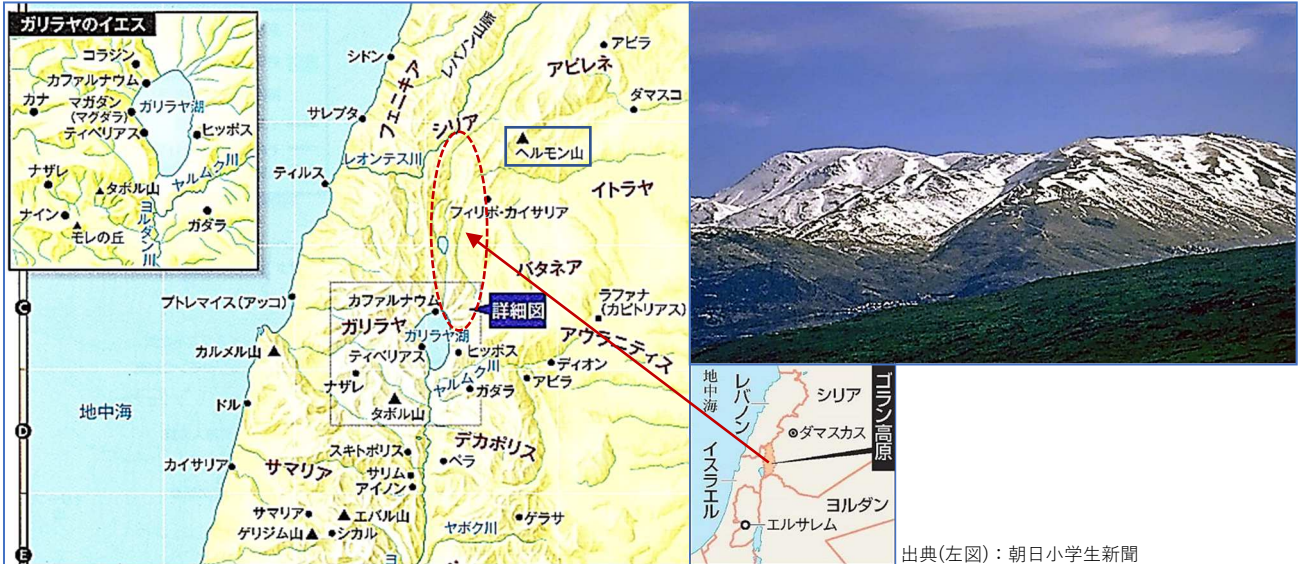 ガリラヤのイエス
コラジン
カファルナウム
カナ
マガダン
(マグダラ)
ガリラヤ湖
ティベリアス
ヒッポス
ヤルムク川
ナザレ
タボル山
ナイン
モレの丘
ヨルダン川
ガダラ
シドン
レバノン山脈
アビラ
アビレネ
ダマスコ
サレプタ
フェニキア
シリア
ヘルモン山
レオンテス川
ティルス
イトラヤ
フィリポ・カイサリア
バタネア
プトレマイス(アッコ)
カファルナウム
詳細図
ラファナ
(カピトリアス)
ガリラヤ
ガリラヤ湖
アウラニティス
カルメル山
ティベリアス
ヒッポス
ディオン
ナザレ
ヤルムク川
ガダラ
アビラ
タボル山
地中海
ドル
デカポリス
スキトポリス
ペラ
カイサリア
サマリア
サリム
アイノン
サマリア
エバル山
ヤボク川
ゲラサ
ゲリジム山
シカル
ヨ
C
D
E
地中海
レバノン
シリア
ゴラン高原
ダマスカス
イスラエル
ヨルダン
エルサレム
出典(左図)：朝日小学生新聞